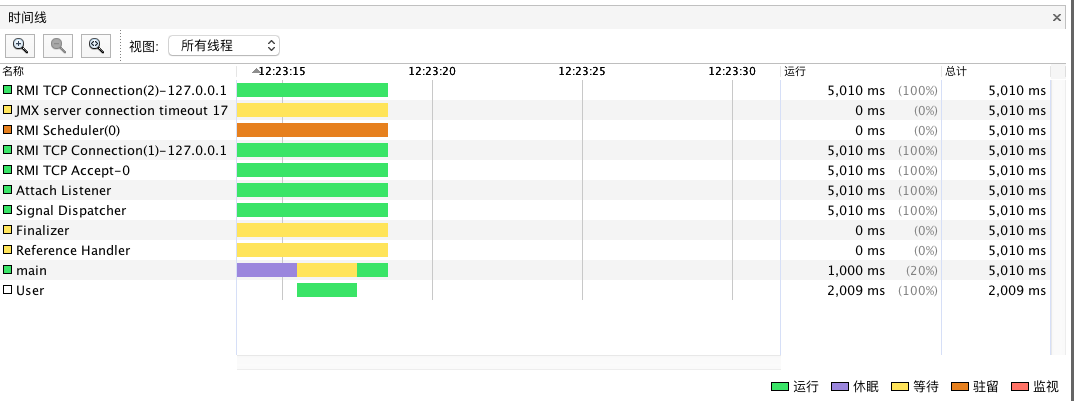 时间线
视图: 所有线程
名称 12:23:15 12:23:20 12:23:25 12:23:30 运行 总计
RMI TCP Connection(2)-127.0.0.1 5,010 ms (100%) 5,010 ms
JMX server connection timeout 17 0 ms (0%) 5,010 ms
RMI Scheduler(0) 0 ms (0%) 5,010 ms
RMI TCP Connection(1)-127.0.0.1 5,010 ms (100%) 5,010 ms
RMI TCP Accept-0 5,010 ms (100%) 5,010 ms
Attach Listener 5,010 ms (100%) 5,010 ms
Signal Dispatcher 5,010 ms (100%) 5,010 ms
Finalizer 0 ms (0%) 5,010 ms
Reference Handler 0 ms (0%) 5,010 ms
main 1,000 ms (20%) 5,010 ms
User 2,009 ms (100%) 2,009 ms
运行 休眠 等待 驻留 监视